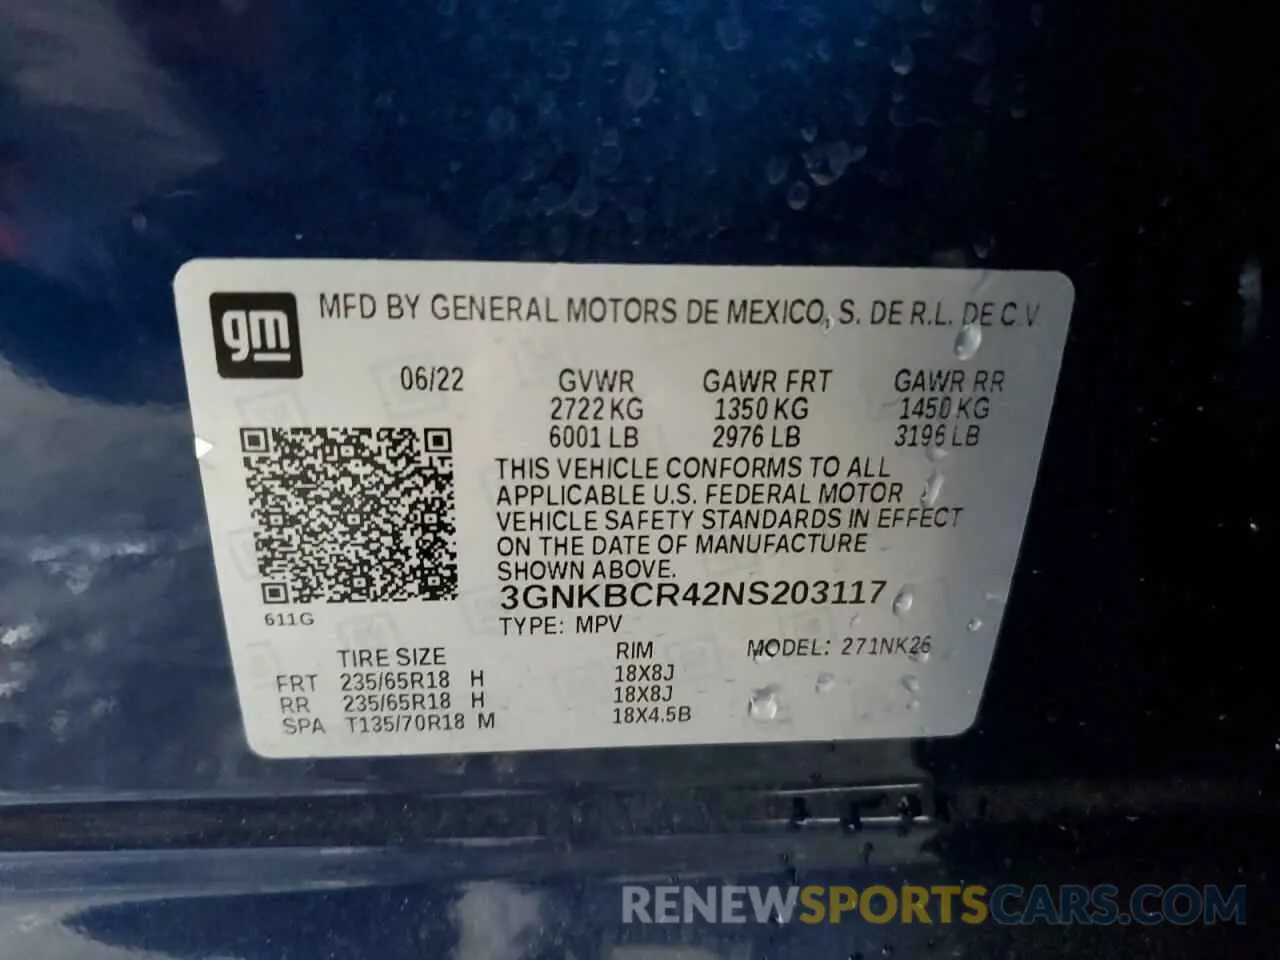 gm
MFD BY GENERAL MOTORS DE MEXICO, S. DE R.L. DE C.V.
06/22 GVWR GAWR FRT GAWR RR
2722 KG 1350 KG 1450 KG
6001 LB 2976 LB 3196 LB
THIS VEHICLE CONFORMS TO ALL
APPLICABLE U.S. FEDERAL MOTOR
VEHICLE SAFETY STANDARDS IN EFFECT
ON THE DATE OF MANUFACTURE
SHOWN ABOVE.
3GNKBCR42NS203117
611G
TYPE: MPV
TIRE SIZE RIM MODEL: 271NK26
FRT 235/65R18 H 18X8J
RR 235/65R18 H 18X8J
SPA T135/70R18 M 18X4.5B
RENEWSPORTSCARS.COM